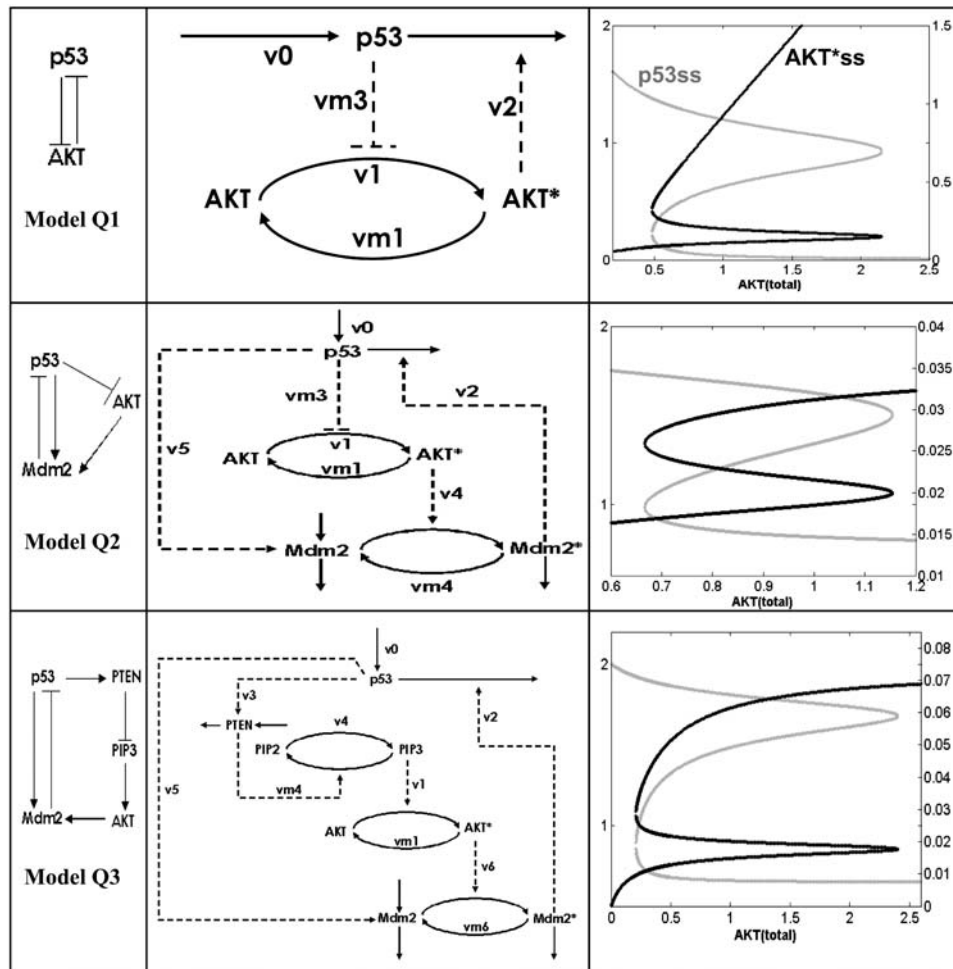 p53
AKT
Model Q1
v0
p53
vm3
v2
v1
AKT
AKT*
vm1
2
1.5
AKT*ss
p53ss
1
1
0.5
0
0
0.5
1
1.5
2
2.5
AKT(total)
p53
AKT
Mdm2
Model Q2
v0
p53
v2
vm3
v5
v1
AKT
AKT*
vm1
v4
Mdm2
Mdm2*
vm4
2
0.04
0.035
0.03
0.025
1
0.02
0.015
0.01
0.6
0.7
0.8
0.9
1
1.1
1.2
AKT(total)
p53
PTEN
PIP3
Mdm2
AKT
Model Q3
v0
p53
v3
v2
PTEN
v4
PIP2
PIP3
v5
vm4
v1
AKT
AKT*
vm1
v6
Mdm2
Mdm2*
vm6
0.08
2
0.07
0.06
0.05
0.04
1
0.03
0.02
0.01
0
0
0.5
1
1.5
2
2.5
AKT(total)